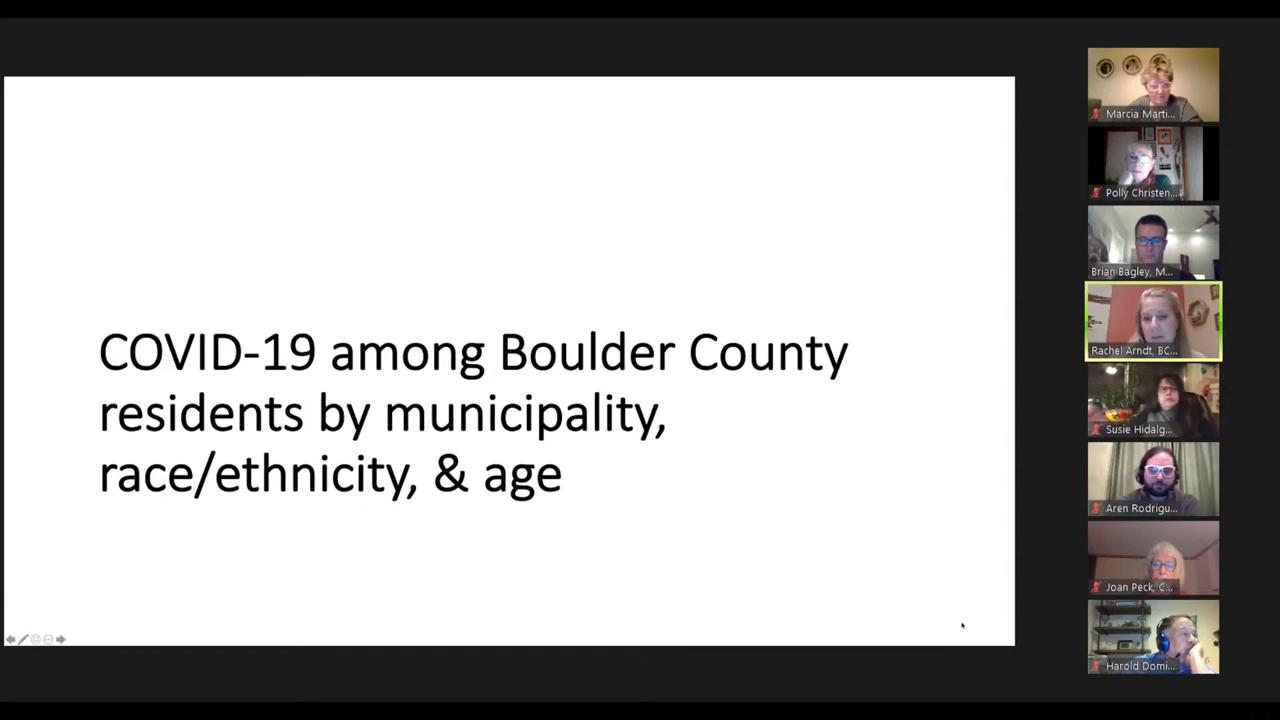 COVID-19 among Boulder County
residents by municipality,
race/ethnicity, & age
Marcia Marti...
Polly Christen...
Brian Bagley, M...
Rachel Arndt, BC...
Susie Hidalg...
Aren Rodrigu...
Joan Peck, C...
Harold Domi...